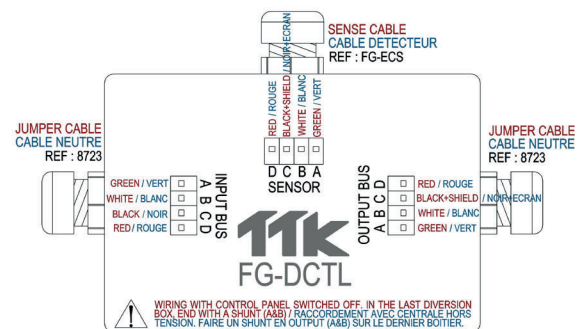 SENSE CABLE
CABLE DETECTEUR
REF : FG-ECS
RED / ROUGE
BLACK+SHIELD / NOIR+ECRAN
WHITE / BLANC
GREEN / VERT
D C B A
SENSOR
JUMPER CABLE
CABLE NEUTRE
REF : 8723
GREEN / VERT
WHITE / BLANC
BLACK / NOIR
RED / ROUGE
A B C D
INPUT BUS
TTK
FG-DCTL
OUTPUT BUS
A B C D
RED / ROUGE
BLACK+SHIELD / NOIR+ECRAN
WHITE / BLANC
GREEN / VERT
JUMPER CABLE
CABLE NEUTRE
REF : 8723
WIRING WITH CONTROL PANEL SWITCHED OFF. IN THE LAST DIVERSION
BOX, END WITH A SHUNT (A&B) / RACCORDEMENT AVEC CENTRALE HORS
TENSION. FAIRE UN SHUNT EN OUTPUT (A&B) SUR LE DERNIER BOITIER.